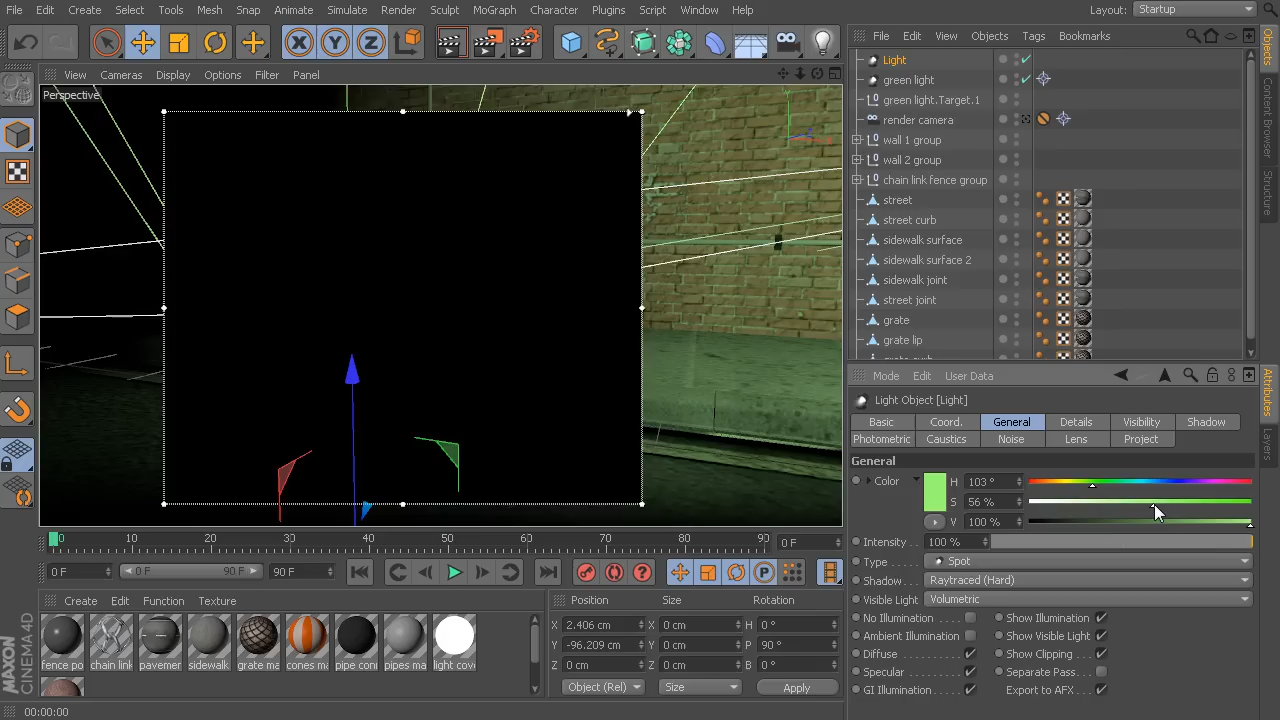 File Edit Create Select Tools Mesh Snap Animate Simulate Render Sculpt MoGraph Character Plugins Script Window Help Layout: Startup
X Y Z
File Edit View Objects Tags Bookmarks
View Cameras Display Options Filter Panel
Perspective
Light
green light
green light.Target.1
render camera
wall 1 group
wall 2 group
chain link fence group
street
street curb
sidewalk surface
sidewalk surface 2
sidewalk joint
street joint
grate
grate lip
grate curb
Objects
Content Browser
Structure
Mode Edit User Data
Attributes
Layers
Light Object [Light]
Basic Coord. General Details Visibility Shadow
Photometric Caustics Noise Lens Project
General
Color H 103 °
S 56 %
V 100 %
Intensity 100 %
Type Spot
Shadow Raytraced (Hard)
Visible Light Volumetric
No Illumination Show Illumination
Ambient Illumination Show Visible Light
Diffuse Show Clipping
Specular Separate Pass
GI Illumination Export to AFX
0 10 20 30 40 50 60 70 80 90 0 F
0 F 0 F 90 F 90 F
P
Create Edit Function Texture
fence po chain link pavemer sidewalk grate ma cones ma pipe coni pipes ma light cov
Position Size Rotation
X 2.406 cm X 0 cm H 0 °
Y -96.209 cm Y 0 cm P 90 °
Z 0 cm Z 0 cm B 0 °
Object (Rel) Size Apply
MAXON
CINEMA 4D
00:00:00